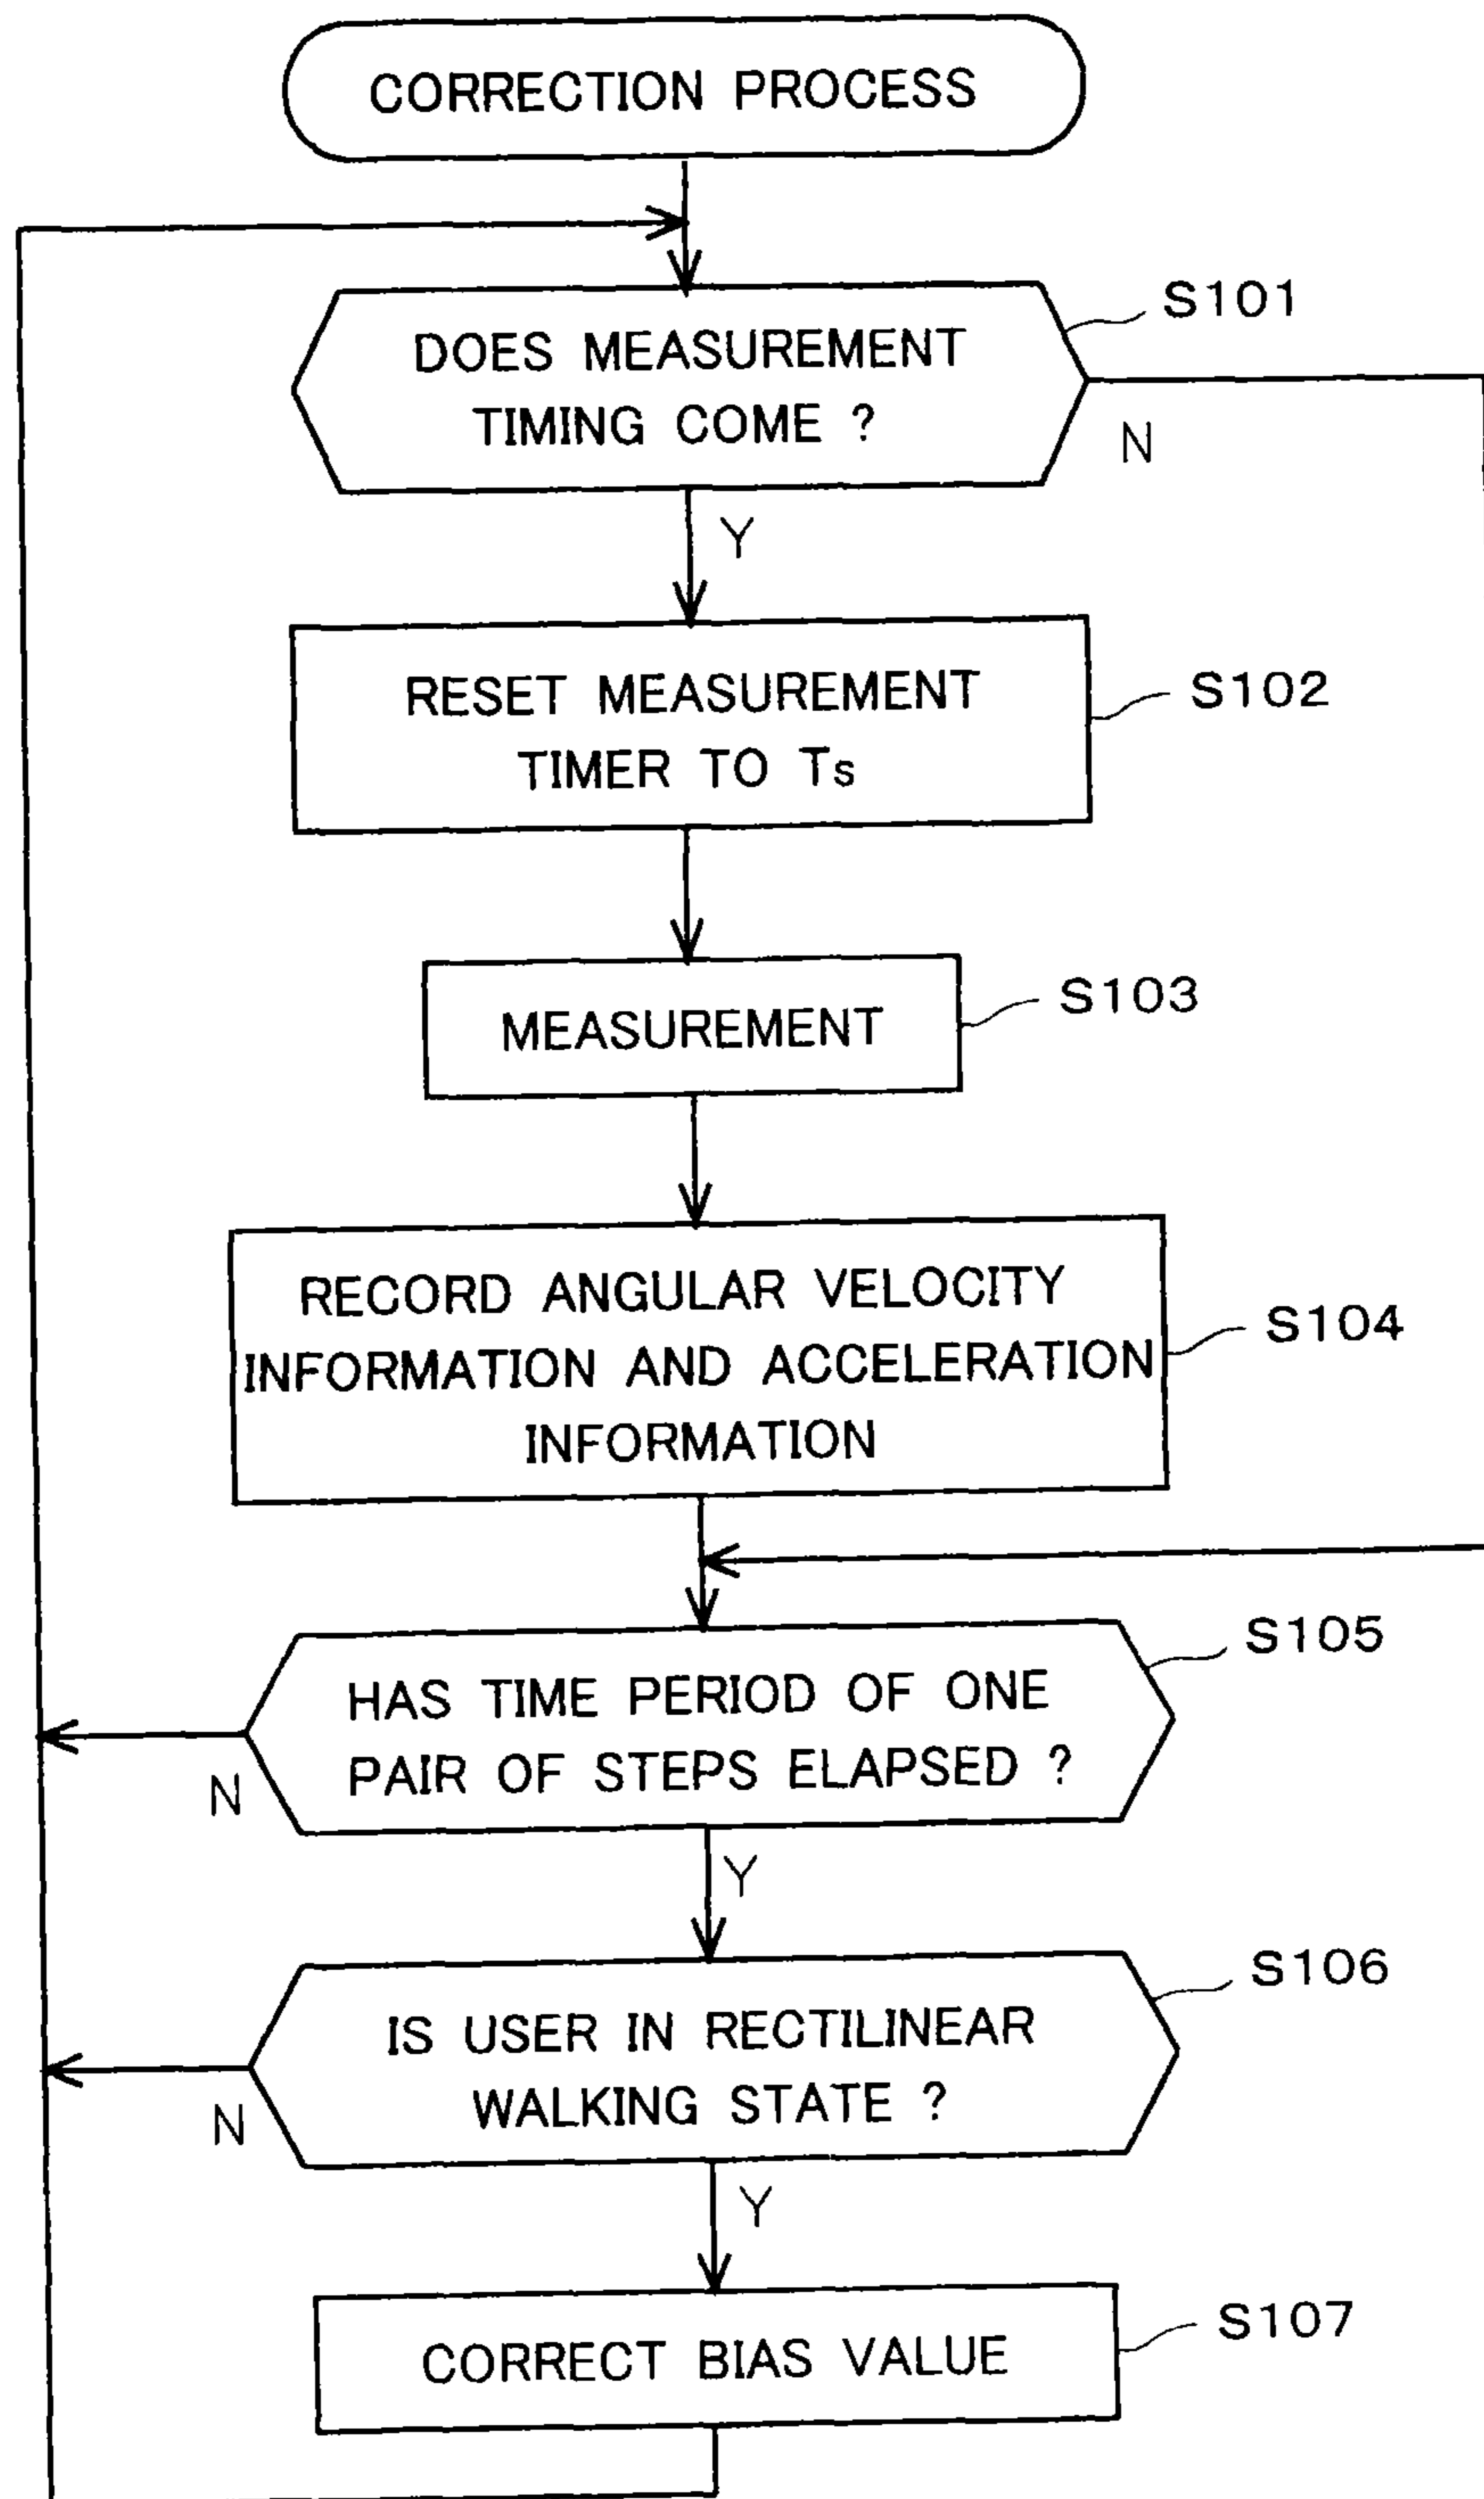 CORRECTION PROCESS
S101
DOES MEASUREMENT
TIMING COME ?
N
Y
RESET MEASUREMENT
TIMER TO Ts
S102
MEASUREMENT
S103
RECORD ANGULAR VELOCITY
INFORMATION AND ACCELERATION
INFORMATION
S104
S105
HAS TIME PERIOD OF ONE
PAIR OF STEPS ELAPSED ?
N
Y
S106
IS USER IN RECTILINEAR
WALKING STATE ?
N
Y
S107
CORRECT BIAS VALUE